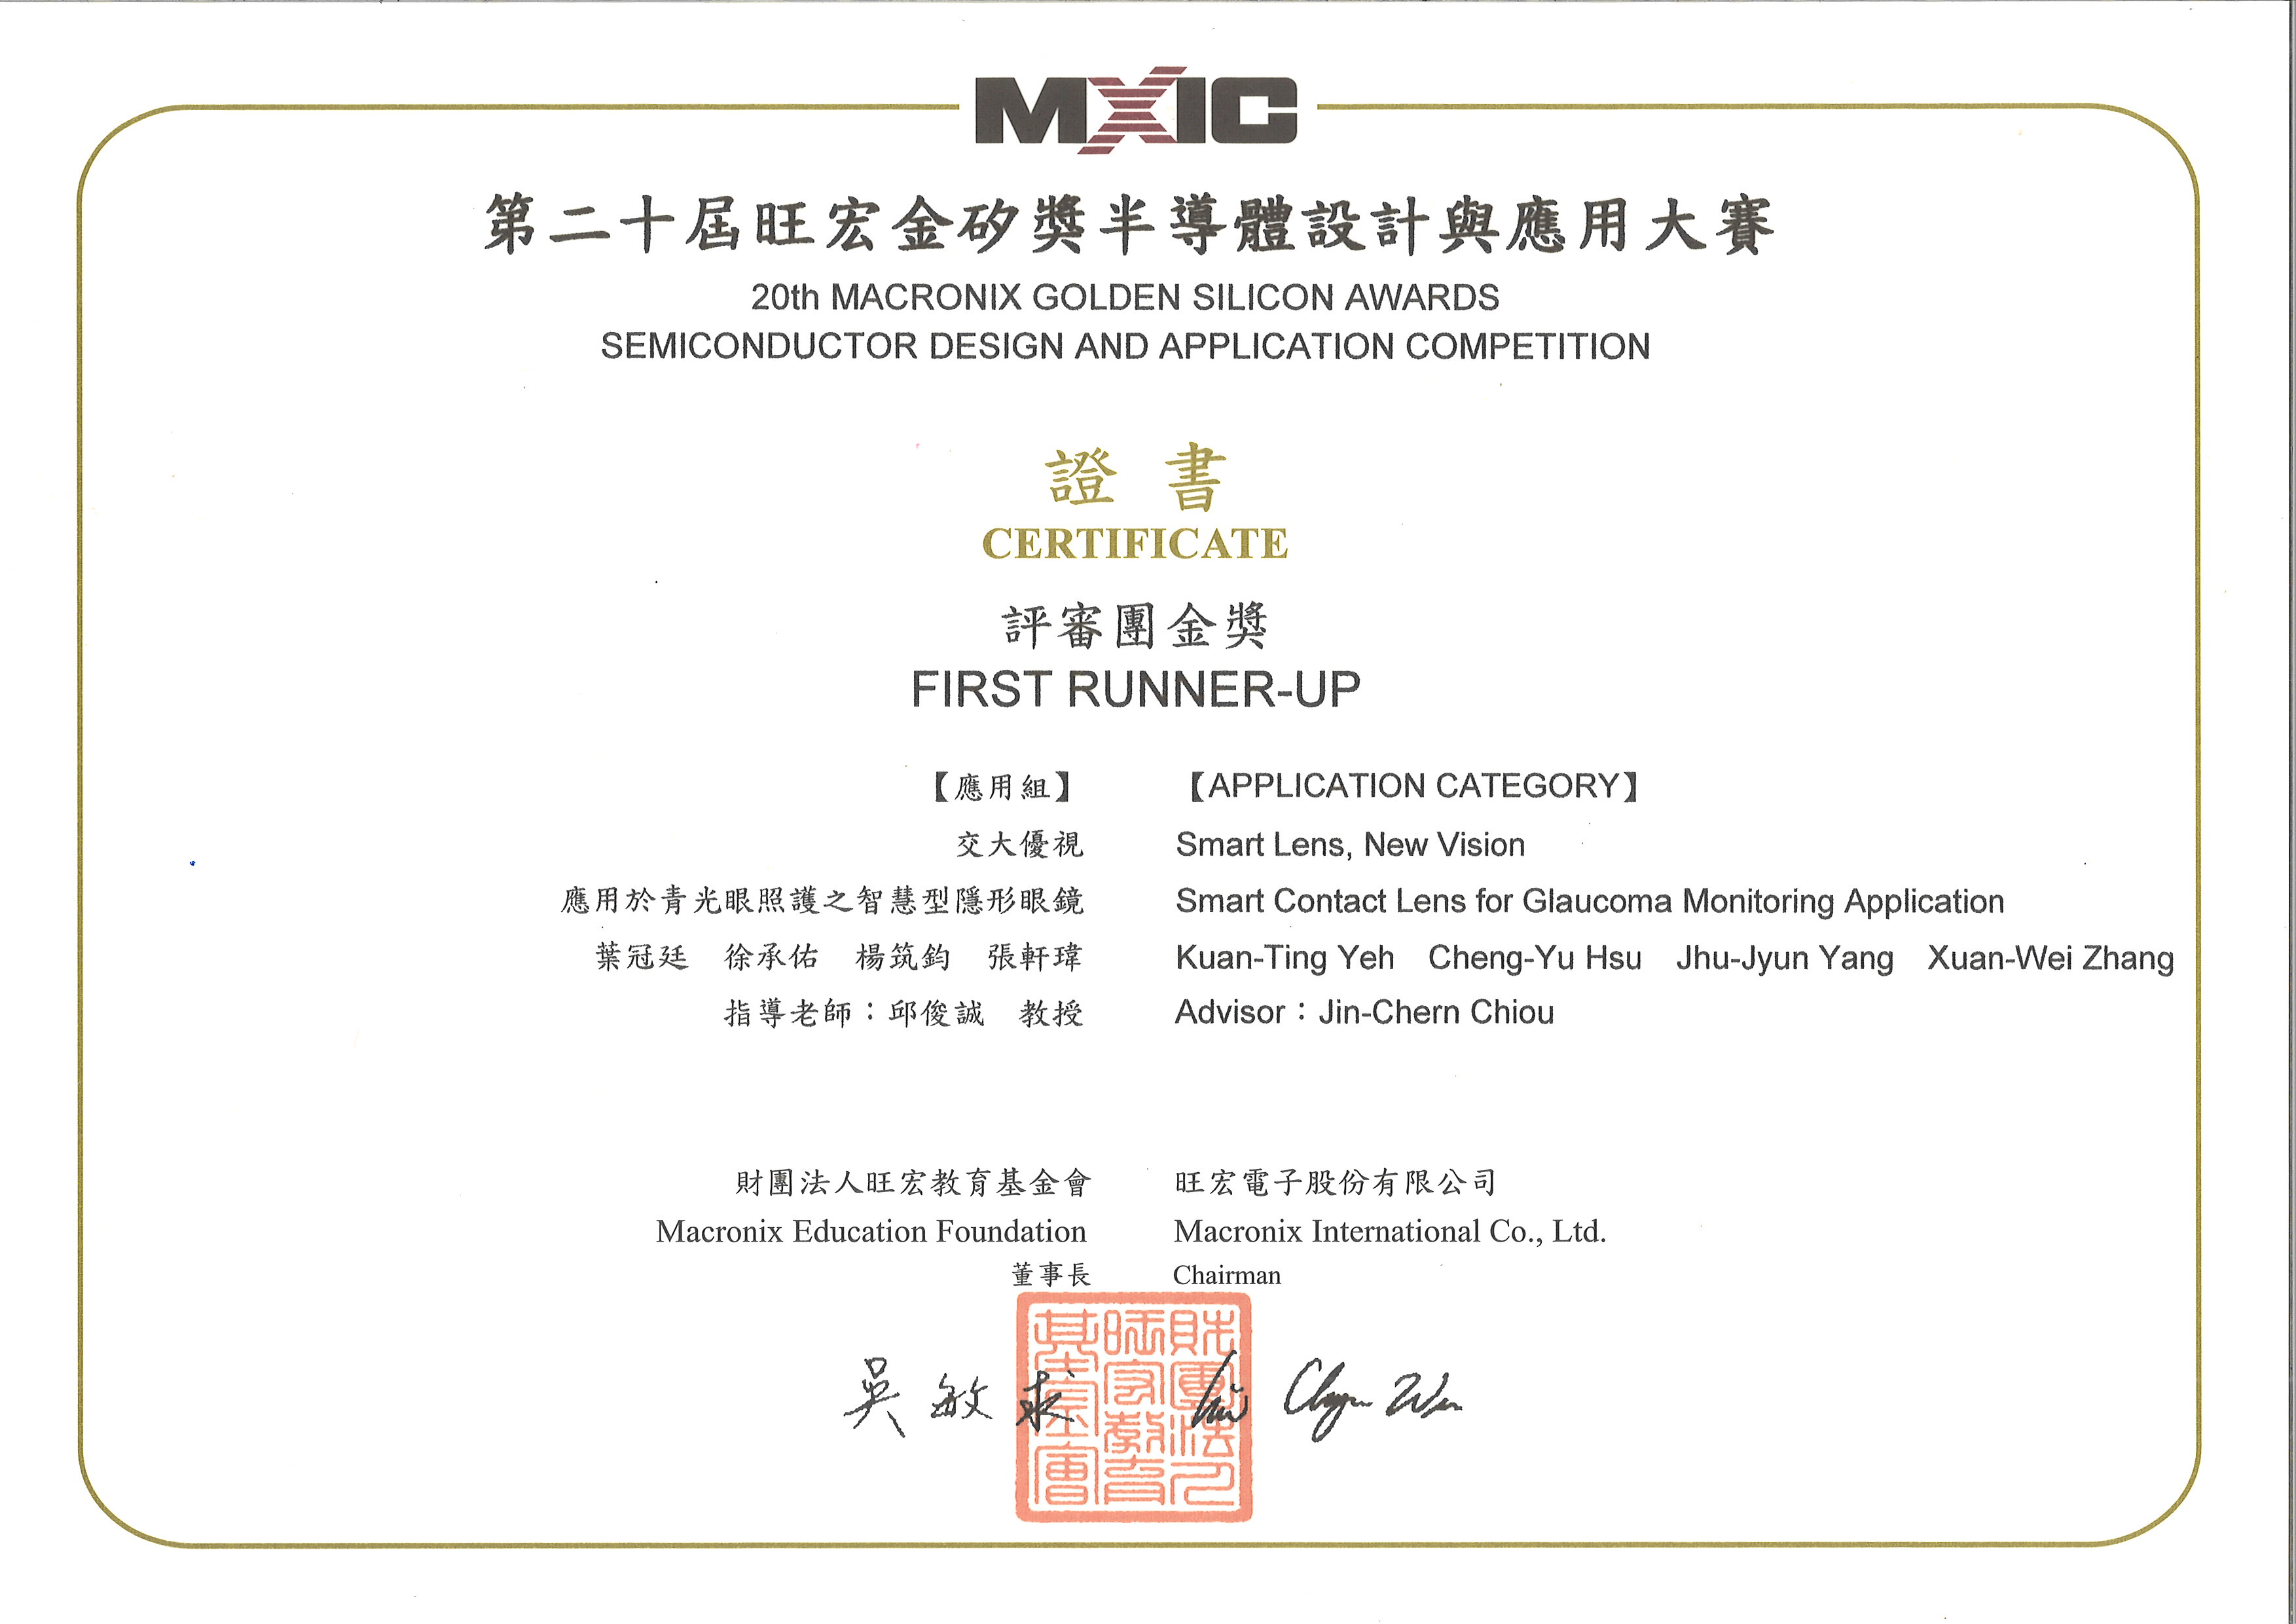 MXIC
第二十屆旺宏金矽獎半導體設計與應用大賽
20th MACRONIX GOLDEN SILICON AWARDS
SEMICONDUCTOR DESIGN AND APPLICATION COMPETITION
證書
CERTIFICATE
評審團金獎
FIRST RUNNER-UP
【應用組】 【APPLICATION CATEGORY】
交大優視 Smart Lens, New Vision
應用於青光眼照護之智慧型隱形眼鏡 Smart Contact Lens for Glaucoma Monitoring Application
葉冠廷 徐承佑 楊筑鈞 張軒瑋 Kuan-Ting Yeh Cheng-Yu Hsu Jhu-Jyun Yang Xuan-Wei Zhang
指導老師：邱俊誠 教授 Advisor：Jin-Chern Chiou
財團法人旺宏教育基金會 旺宏電子股份有限公司
Macronix Education Foundation Macronix International Co., Ltd.
董事長 Chairman
吳敏求
財團法人旺宏教育基金會